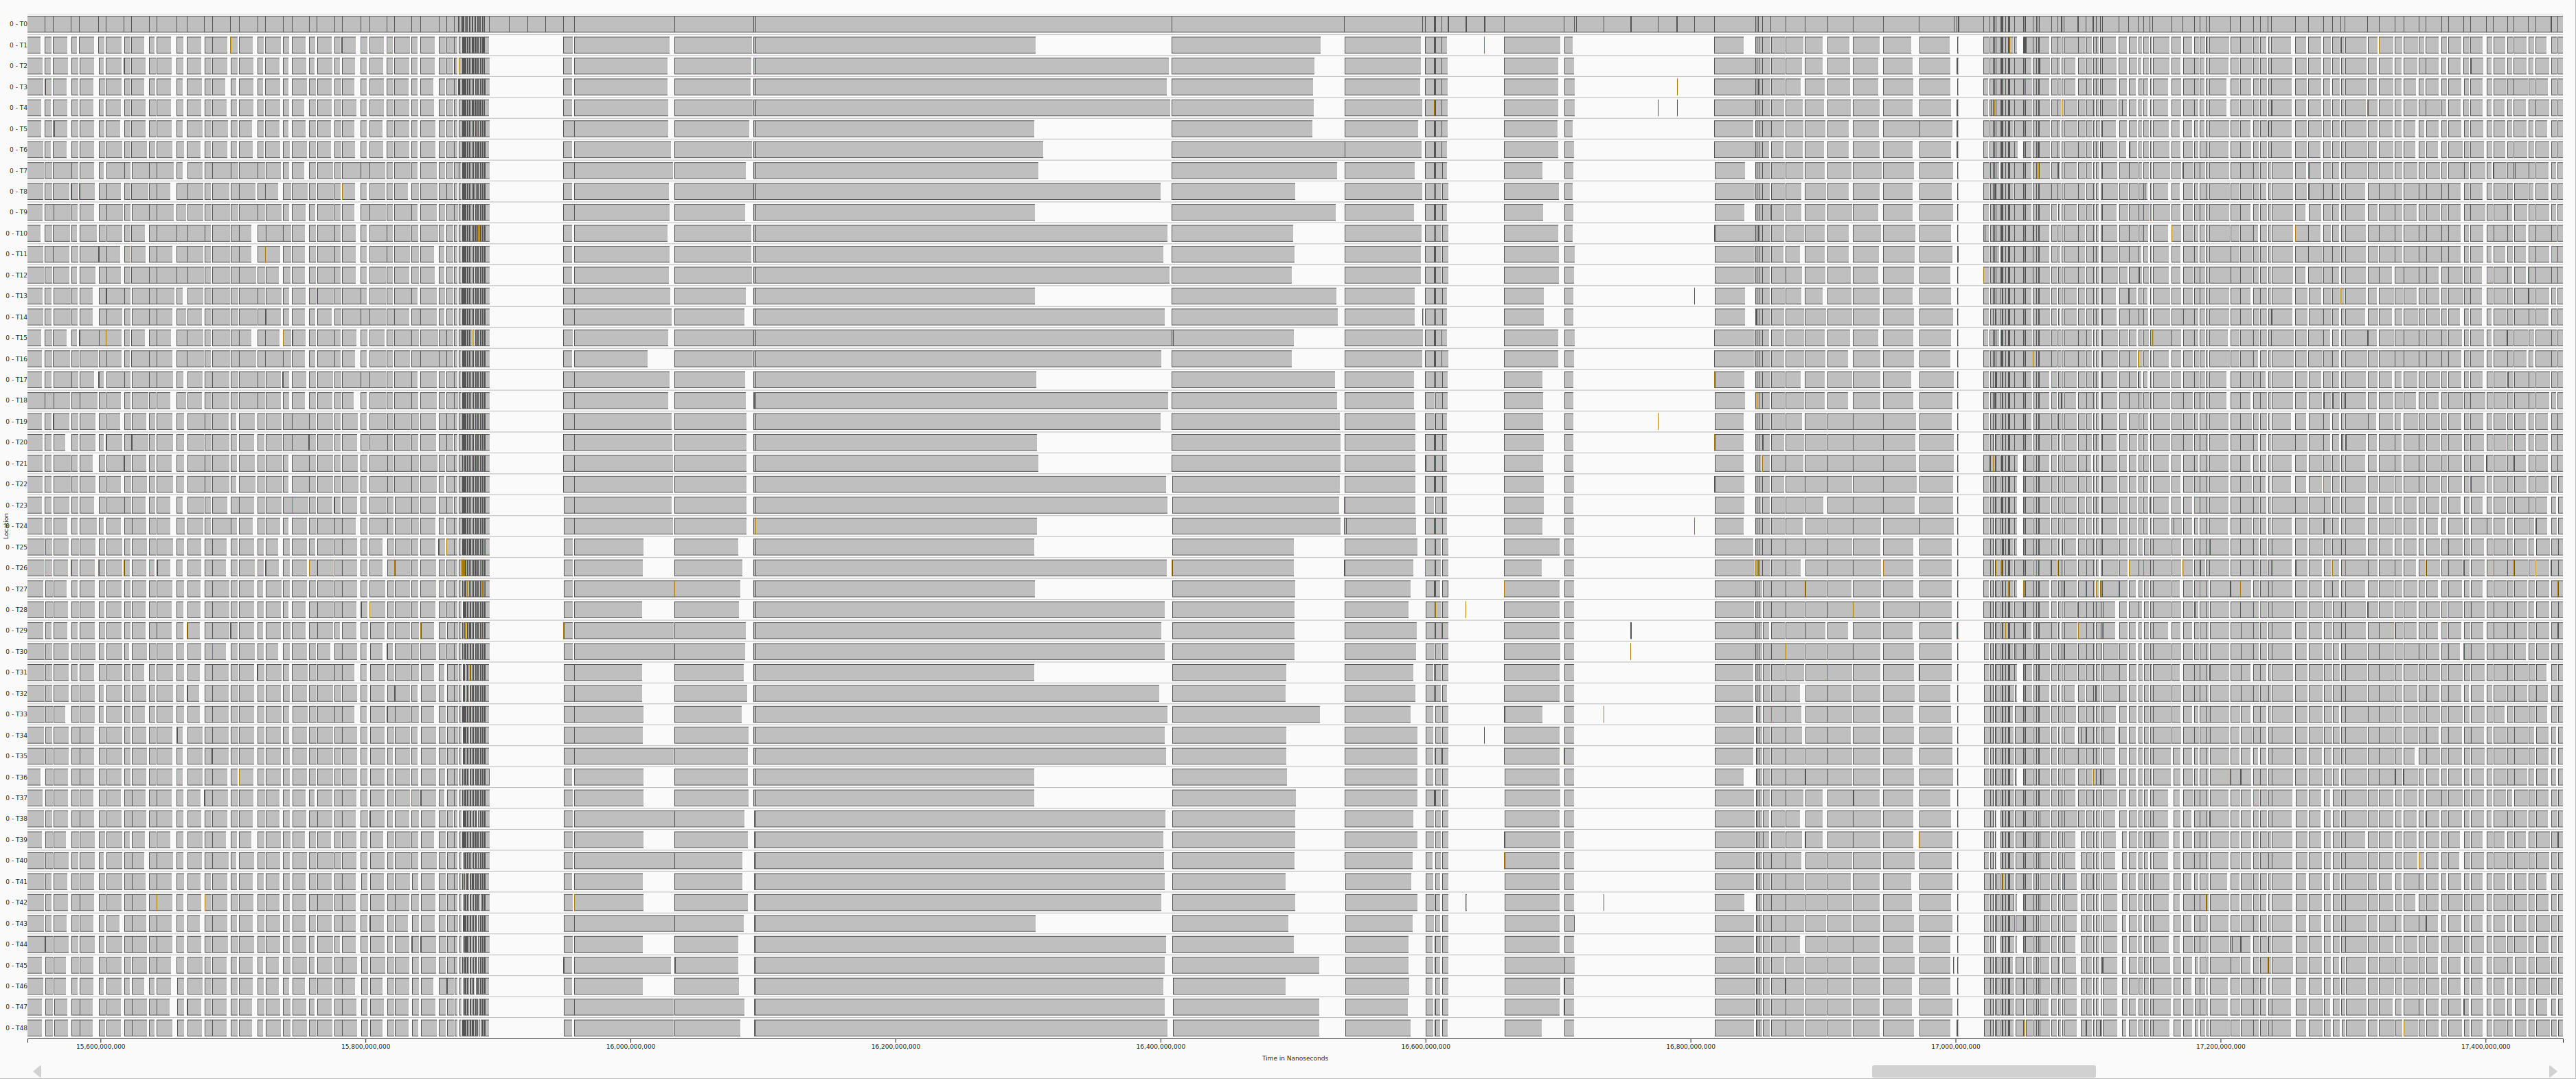 0 - T0
0 - T1
0 - T2
0 - T3
0 - T4
0 - T5
0 - T6
0 - T7
0 - T8
0 - T9
0 - T10
0 - T11
0 - T12
0 - T13
0 - T14
0 - T15
0 - T16
0 - T17
0 - T18
0 - T19
0 - T20
0 - T21
0 - T22
0 - T23
Location
0 - T24
0 - T25
0 - T26
0 - T27
0 - T28
0 - T29
0 - T30
0 - T31
0 - T32
0 - T33
0 - T34
0 - T35
0 - T36
0 - T37
0 - T38
0 - T39
0 - T40
0 - T41
0 - T42
0 - T43
0 - T44
0 - T45
0 - T46
0 - T47
0 - T48
15,600,000,000 15,800,000,000 16,000,000,000 16,200,000,000 16,400,000,000 16,600,000,000 16,800,000,000 17,000,000,000 17,200,000,000 17,400,000,000
Time in Nanoseconds